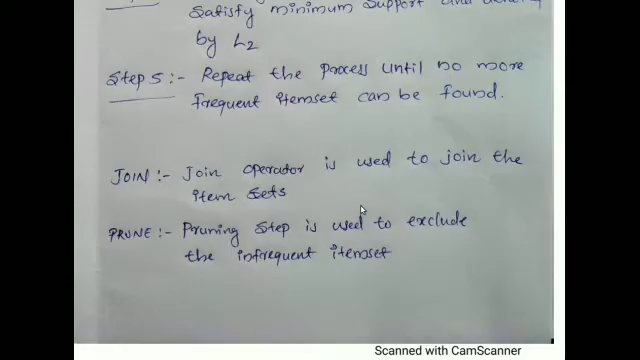 satisfy minimum support and denote
by L2
Step 5:- Repeat the process until no more
frequent itemset can be found.
JOIN:- Join operator is used to join the
item sets
PRUNE:- Pruning step is used to exclude
the infrequent itemset
Scanned with CamScanner